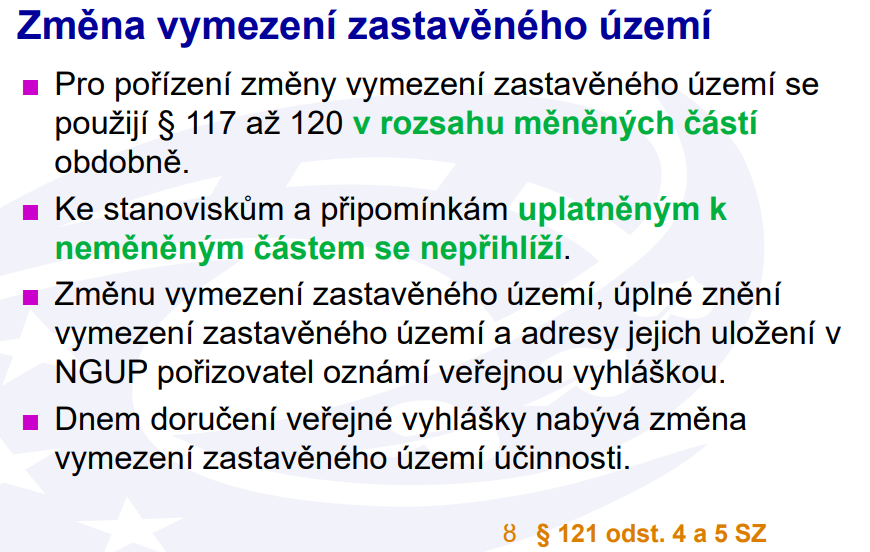 Změna vymezení zastavěného území
Pro pořízení změny vymezení zastavěného území se
použijí § 117 až 120 v rozsahu měněných částí
obdobně.
Ke stanoviskům a připomínkám uplatněným k
neměněným částem se nepřihlíží.
Změnu vymezení zastavěného území, úplné znění
vymezení zastavěného území a adresy jejich uložení v
NGUP pořizovatel oznámí veřejnou vyhláškou.
Dnem doručení veřejné vyhlášky nabývá změna
vymezení zastavěného území účinnosti.
8 § 121 odst. 4 a 5 SZ